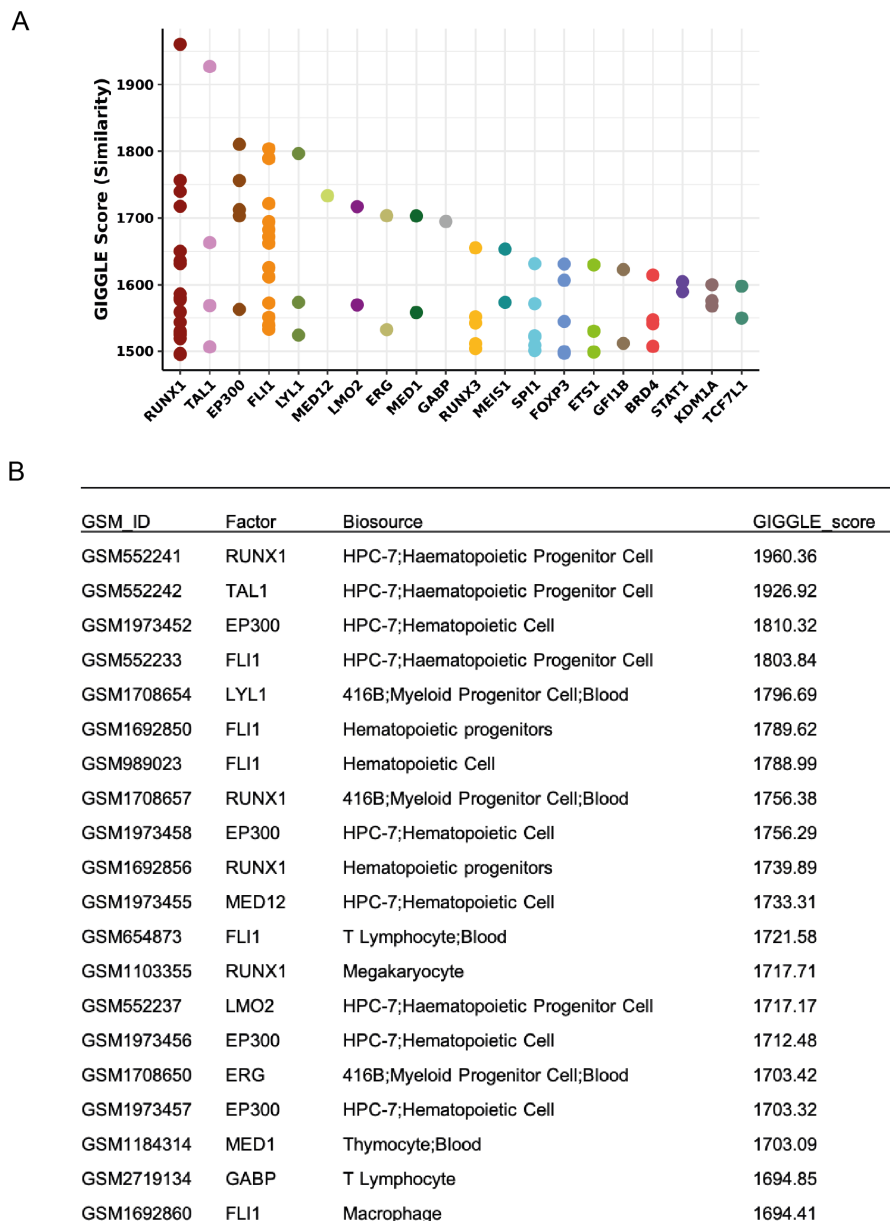 A
GIGGLE Score (Similarity)
1900
1800
1700
1600
1500
RUNX1 TAL1 EP300 FLI1 LYL1 MED12 LMO2 ERG MED1 GABP RUNX3 MEIS1 SPI1 FOXP3 ETS1 GFI1B BRD4 STAT1 KDM1A TCF7L1
B
GSM_ID Factor Biosource GIGGLE_score
GSM552241 RUNX1 HPC-7;Haematopoietic Progenitor Cell 1960.36
GSM552242 TAL1 HPC-7;Haematopoietic Progenitor Cell 1926.92
GSM1973452 EP300 HPC-7;Hematopoietic Cell 1810.32
GSM552233 FLI1 HPC-7;Haematopoietic Progenitor Cell 1803.84
GSM1708654 LYL1 416B;Myeloid Progenitor Cell;Blood 1796.69
GSM1692850 FLI1 Hematopoietic progenitors 1789.62
GSM989023 FLI1 Hematopoietic Cell 1788.99
GSM1708657 RUNX1 416B;Myeloid Progenitor Cell;Blood 1756.38
GSM1973458 EP300 HPC-7;Hematopoietic Cell 1756.29
GSM1692856 RUNX1 Hematopoietic progenitors 1739.89
GSM1973455 MED12 HPC-7;Hematopoietic Cell 1733.31
GSM654873 FLI1 T Lymphocyte;Blood 1721.58
GSM1103355 RUNX1 Megakaryocyte 1717.71
GSM552237 LMO2 HPC-7;Haematopoietic Progenitor Cell 1717.17
GSM1973456 EP300 HPC-7;Hematopoietic Cell 1712.48
GSM1708650 ERG 416B;Myeloid Progenitor Cell;Blood 1703.42
GSM1973457 EP300 HPC-7;Hematopoietic Cell 1703.32
GSM1184314 MED1 Thymocyte;Blood 1703.09
GSM2719134 GABP T Lymphocyte 1694.85
GSM1692860 FLI1 Macrophage 1694.41